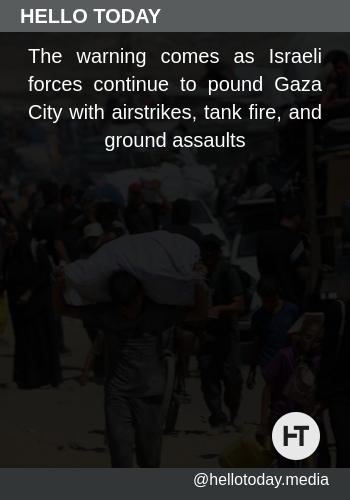 HELLO TODAY
The warning comes as Israeli
forces continue to pound Gaza
City with airstrikes, tank fire, and
ground assaults
HT
@hellotoday.media